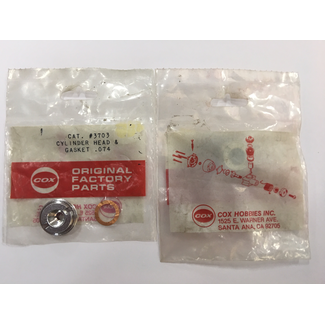 CAT. #3703
CYLINDER HEAD &
GASKET .074
COX
ORIGINAL
FACTORY
PARTS
COX
COX HOBBIES INC.
1525 E. WARNER AVE.
SANTA ANA, CA 92705